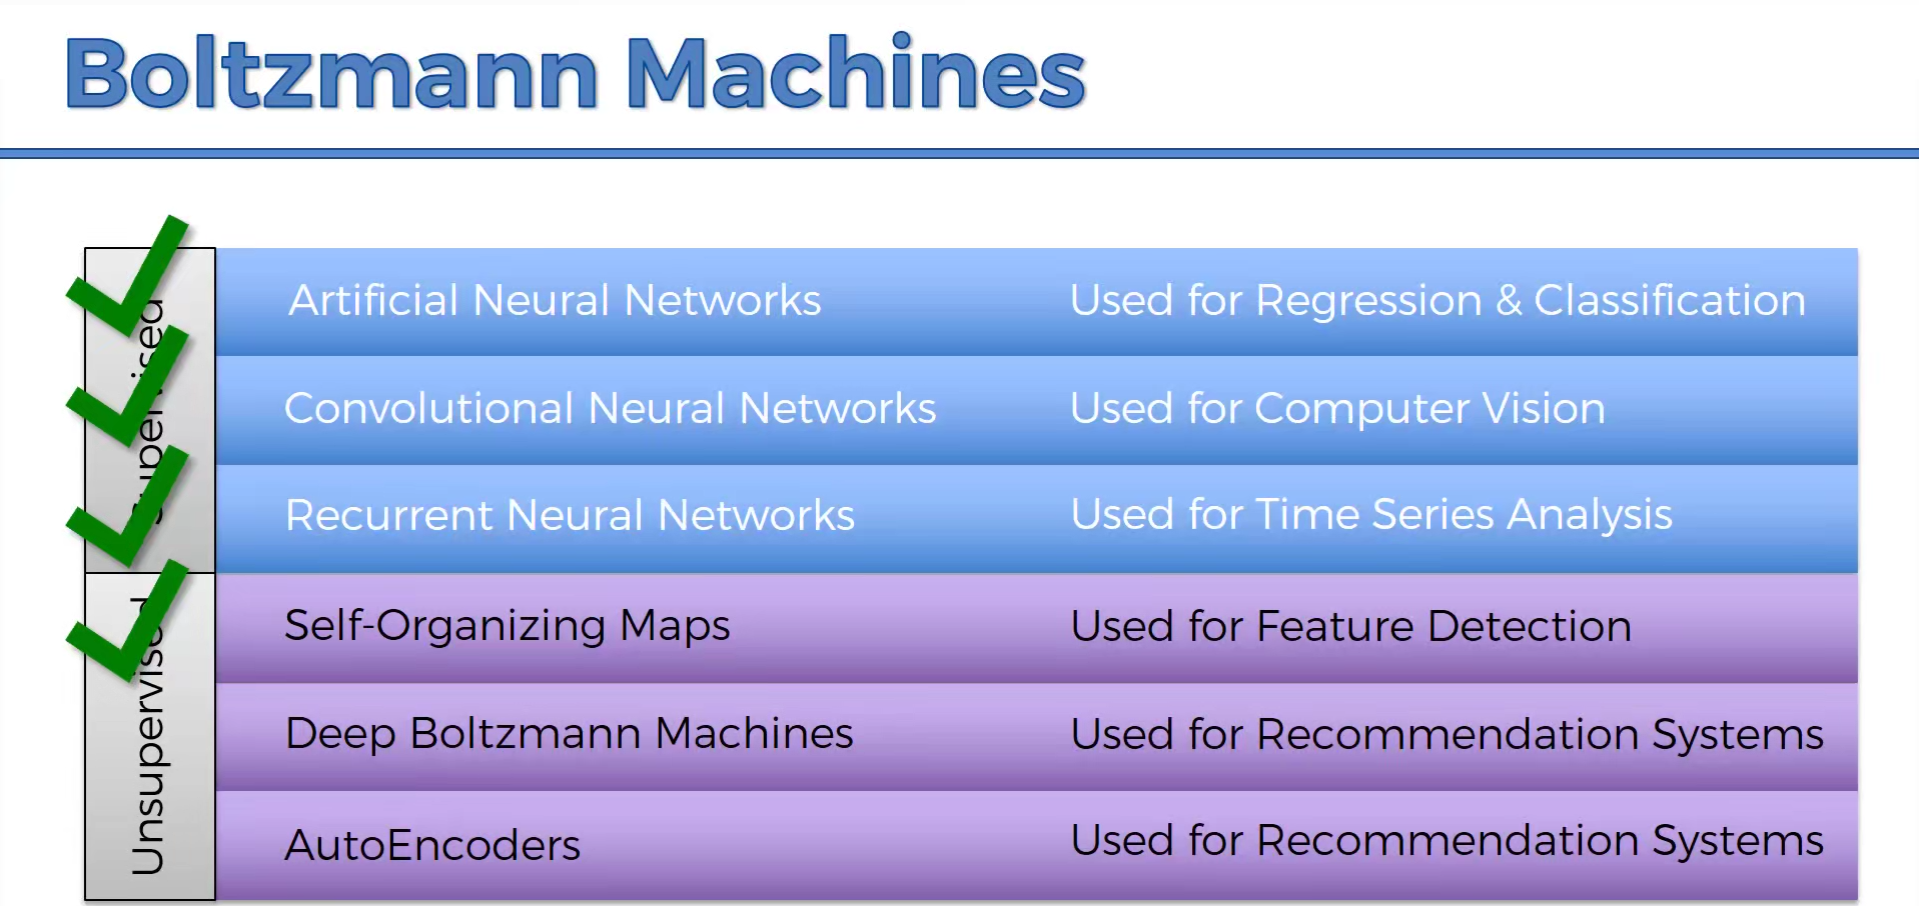 Boltzmann Machines
Supervised
Artificial Neural Networks Used for Regression & Classification
Convolutional Neural Networks Used for Computer Vision
Recurrent Neural Networks Used for Time Series Analysis
Unsupervised
Self-Organizing Maps Used for Feature Detection
Deep Boltzmann Machines Used for Recommendation Systems
AutoEncoders Used for Recommendation Systems